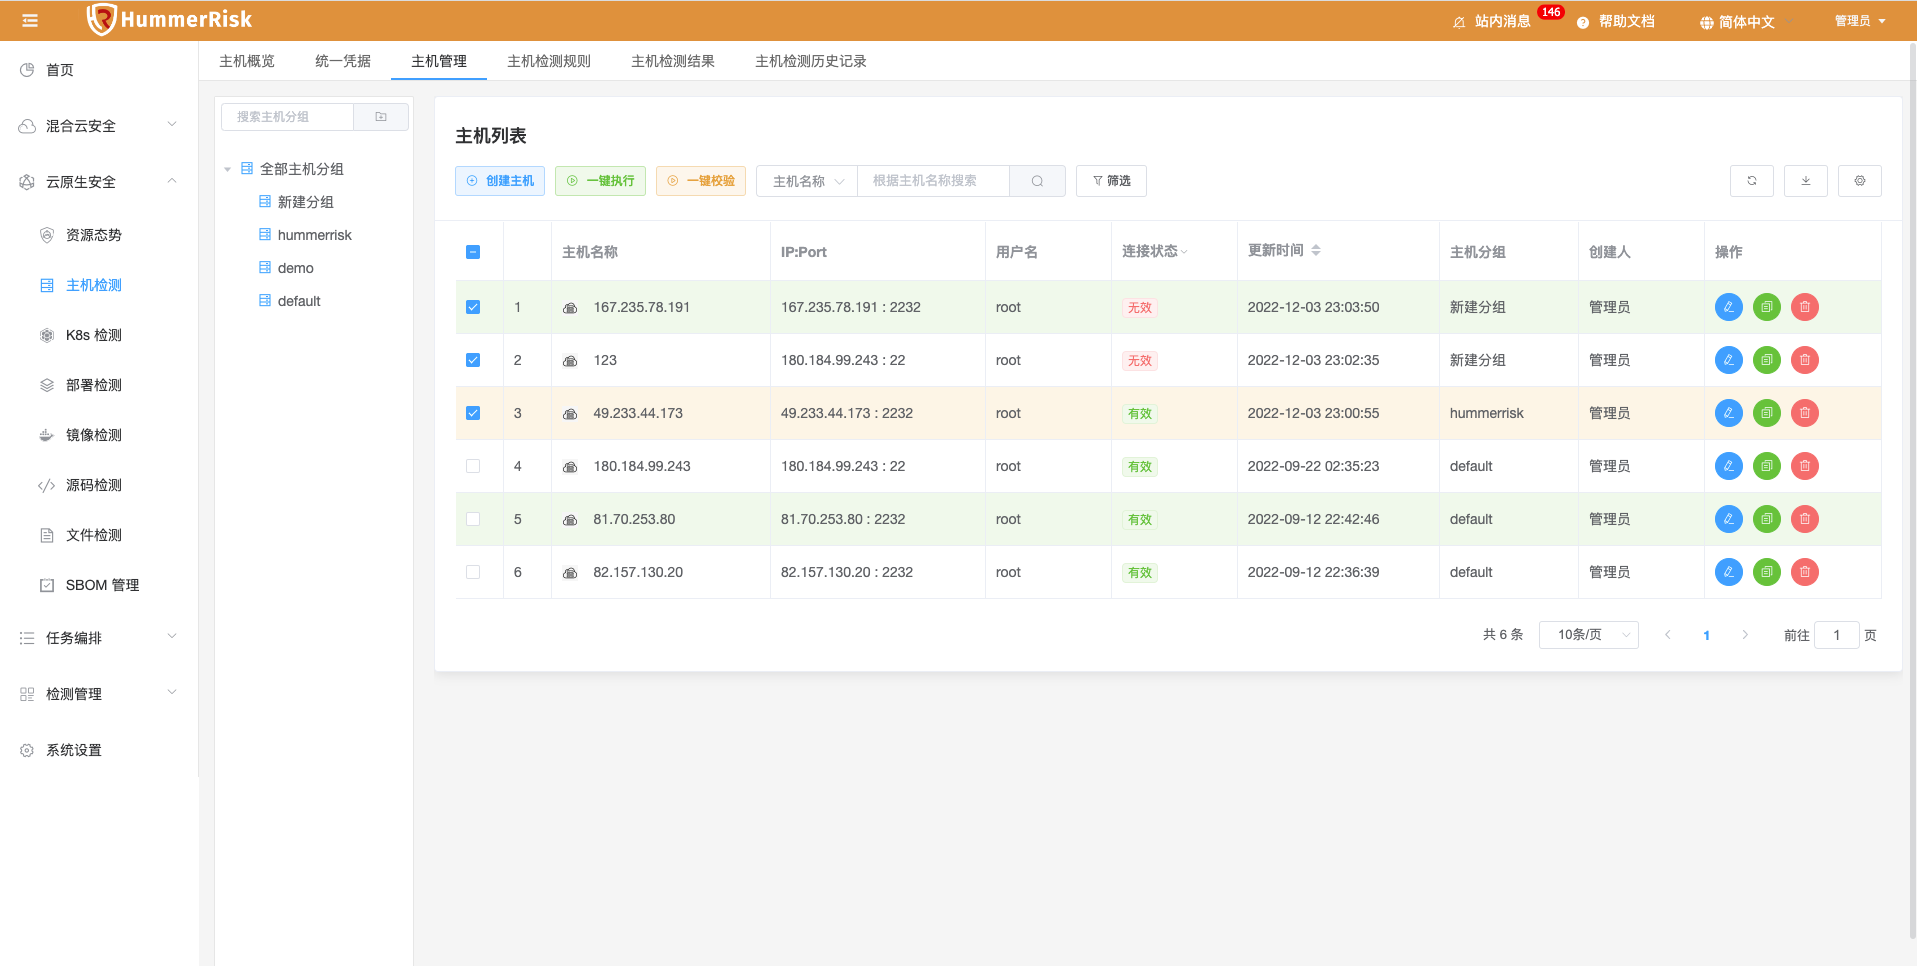 HummerRisk
站内消息 146 帮助文档 简体中文 管理员
首页
混合云安全
云原生安全
资源态势
主机检测
K8s 检测
部署检测
镜像检测
源码检测
文件检测
SBOM 管理
任务编排
检测管理
系统设置
主机概览 统一凭据 主机管理 主机检测规则 主机检测结果 主机检测历史记录
搜索主机分组
全部主机分组
新建分组
hummerrisk
demo
default
主机列表
创建主机 一键执行 一键校验 主机名称 根据主机名称搜索 筛选
主机名称 IP:Port 用户名 连接状态 更新时间 主机分组 创建人 操作
1 167.235.78.191 167.235.78.191 : 2232 root 无效 2022-12-03 23:03:50 新建分组 管理员
2 123 180.184.99.243 : 22 root 无效 2022-12-03 23:02:35 新建分组 管理员
3 49.233.44.173 49.233.44.173 : 2232 root 有效 2022-12-03 23:00:55 hummerrisk 管理员
4 180.184.99.243 180.184.99.243 : 22 root 有效 2022-09-22 02:35:23 default 管理员
5 81.70.253.80 81.70.253.80 : 2232 root 有效 2022-09-12 22:42:46 default 管理员
6 82.157.130.20 82.157.130.20 : 2232 root 有效 2022-09-12 22:36:39 default 管理员
共 6 条 10条/页 1 前往 1 页